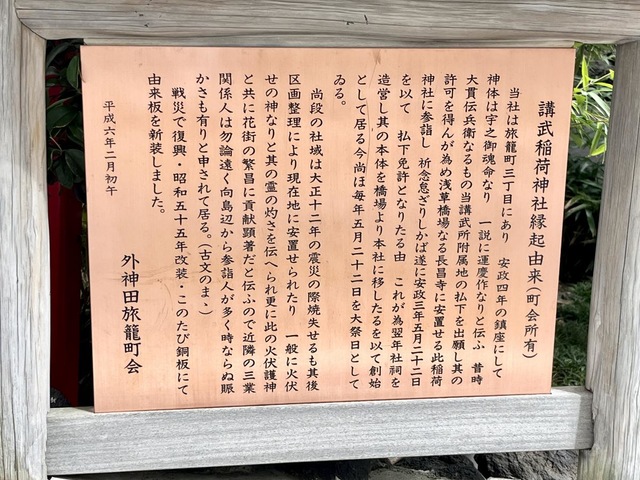 講武稲荷神社縁起由来(町会所有)
当社は旅籠町三丁目にあり 安政四年の鎮座にして
神体は宇之御魂命なり 一説に運慶作なりと伝ふ 昔時
大貫伝兵衛なるもの当講武所附属地の払下を出願し其の
許可を得んが為め浅草橋場なる長昌寺に安置せる此稲荷
神社に参詣し 祈念怠ざりしかば遂に安政三年五月二十二日
を以て 払下免許となりたる由 これが為翌年社祠を
造営し其の本体を橋場より本社に移したるを以て創始
として居る今尚ほ毎年五月二十二日を大祭日として
ゐる。
尚段の社域は大正十二年の震災の際焼失せるも其後
区画整理により現在地に安置せられたり 一般に火伏
せの神なりと其の霊の灼さを伝へられ更に此の火伏護神
と共に花街の繁昌に貢献顕著だと伝ふので近隣の三業
関係人は勿論遠く向島辺から参詣人が多く時ならぬ賑
かさも有りと申されて居る。(古文のまゝ)
戦災で復興・昭和五十五年改装・このたび銅板にて
由来板を新装しました。
平成六年二月初午
外神田旅籠町会